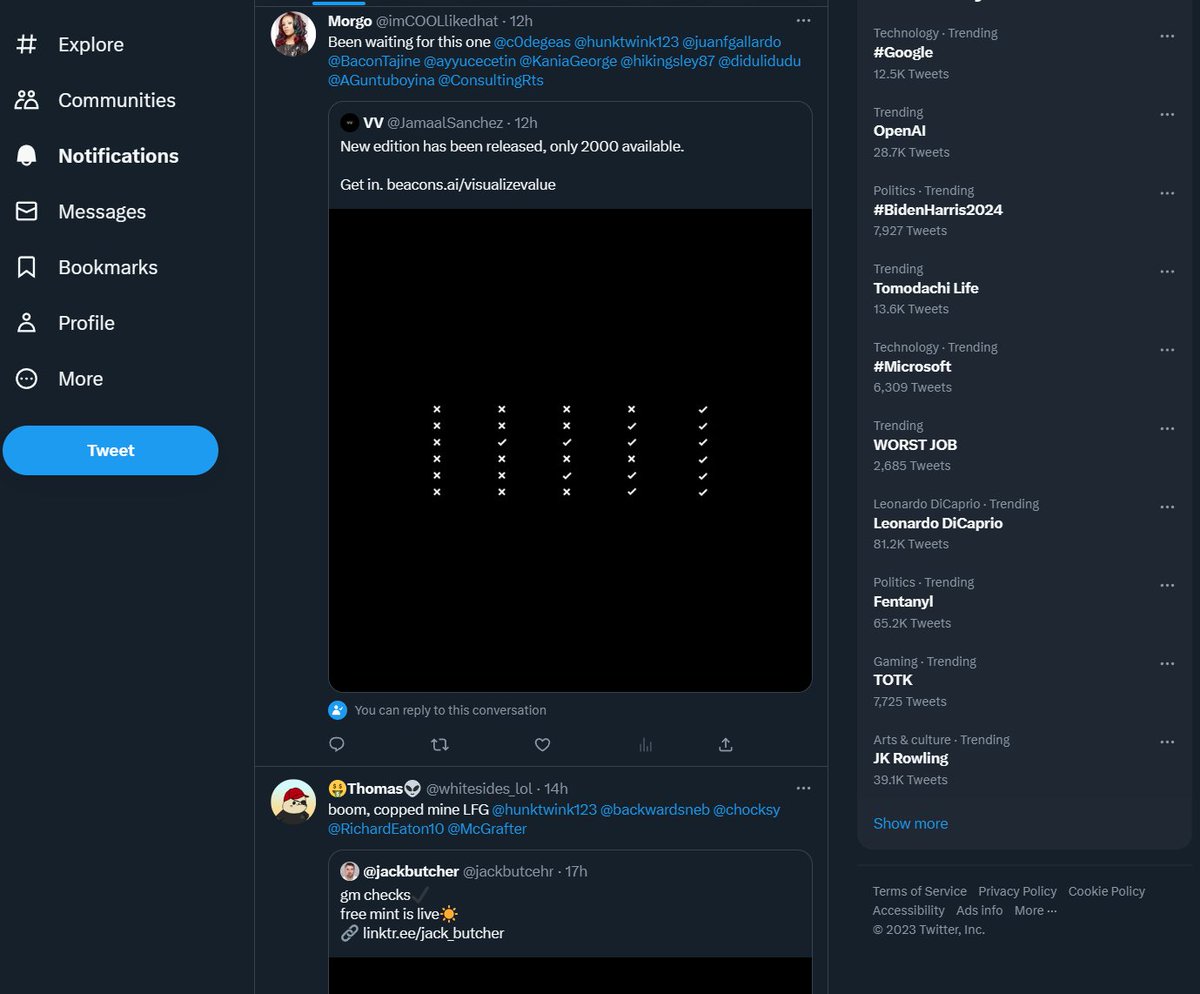 Explore
Communities
Notifications
Messages
Bookmarks
Profile
More
Tweet
Morgo @imCOOLlikedhat · 12h
Been waiting for this one @c0degeas @hunktwink123 @juanfgallardo
@BaconTajine @ayyucecetin @KaniaGeorge @hikingsley87 @didulidudu
@AGuntuboyina @ConsultingRts
VV @JamaalSanchez · 12h
New edition has been released, only 2000 available.
Get in. beacons.ai/visualizevalue
You can reply to this conversation
🤑Thomas👽 @whitesides_lol · 14h
boom, copped mine LFG @hunktwink123 @backwardsneb @chocksy
@RichardEaton10 @McGrafter
@jackbutcher @jackbutcehr · 17h
gm checks✔️
free mint is live☀️
🔗 linktr.ee/jack_butcher
Technology · Trending
#Google
12.5K Tweets
Trending
OpenAI
28.7K Tweets
Politics · Trending
#BidenHarris2024
7,927 Tweets
Trending
Tomodachi Life
13.6K Tweets
Technology · Trending
#Microsoft
6,309 Tweets
Trending
WORST JOB
2,685 Tweets
Leonardo DiCaprio · Trending
Leonardo DiCaprio
81.2K Tweets
Politics · Trending
Fentanyl
65.2K Tweets
Gaming · Trending
TOTK
7,725 Tweets
Arts & culture · Trending
JK Rowling
39.1K Tweets
Show more
Terms of Service Privacy Policy Cookie Policy
Accessibility Ads info More ···
© 2023 Twitter, Inc.